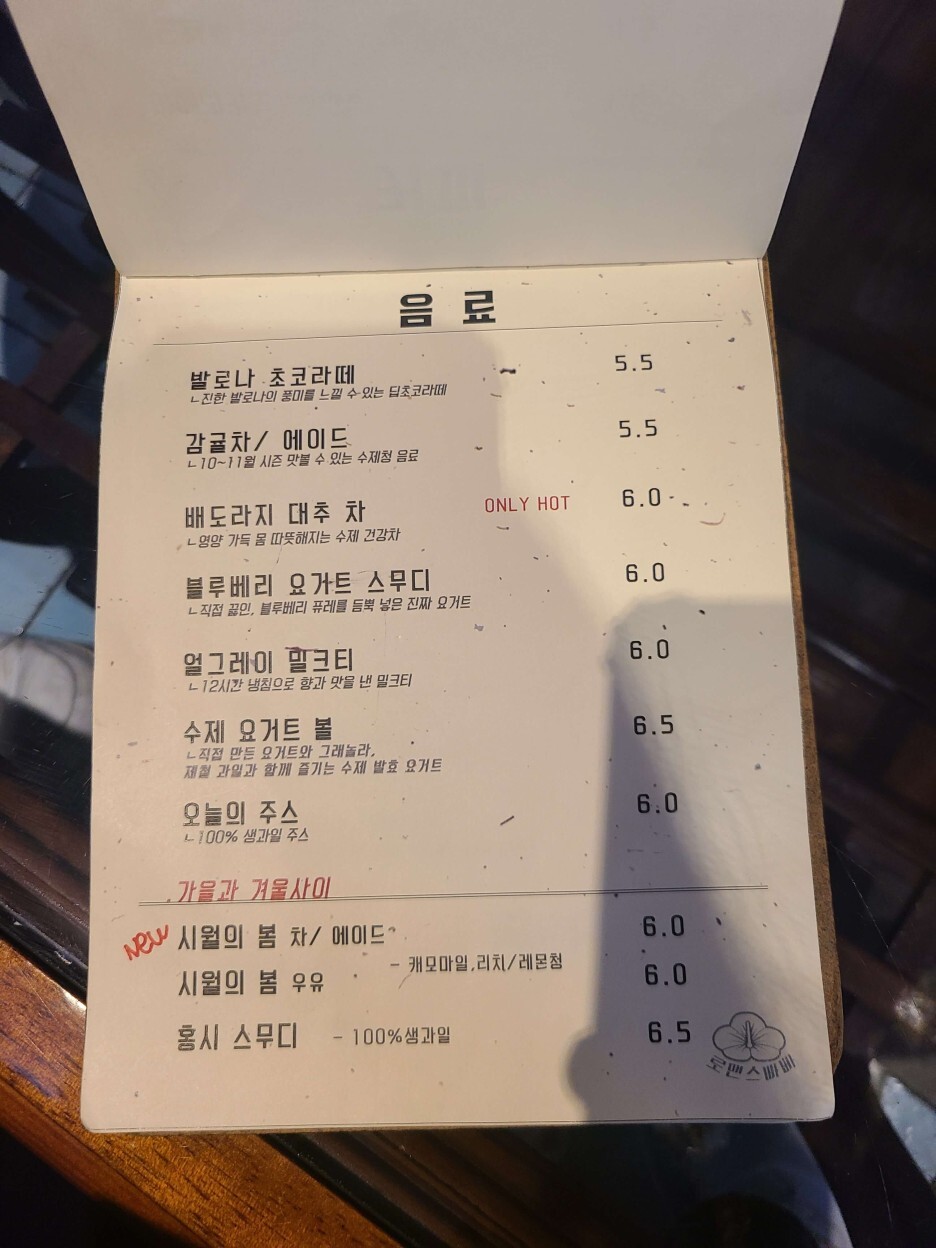 음 료
발로나 초코라떼 5.5
ㄴ진한 발로나의 풍미를 느낄 수 있는 딥초코라떼
감귤차/ 에이드 5.5
ㄴ10~11월 시즌 맛볼 수 있는 수제청 음료
배도라지 대추 차 ONLY HOT 6.0
ㄴ영양 가득 몸 따뜻해지는 수제 건강차
블루베리 요거트 스무디 6.0
ㄴ직접 끓인, 블루베리 퓨레를 듬뿍 넣은 진짜 요거트
얼그레이 밀크티 6.0
ㄴ12시간 냉침으로 향과 맛을 낸 밀크티
수제 요거트 볼 6.5
ㄴ직접 만든 요거트와 그래놀라,
제철 과일과 함께 즐기는 수제 발효 요거트
오늘의 주스 6.0
ㄴ100% 생과일 주스
가을과 겨울사이
New 시월의 봄 차/ 에이드 6.0
- 캐모마일,리치/레몬청
시월의 봄 우유 6.0
홍시 스무디 - 100%생과일 6.5
로맨스빠삐